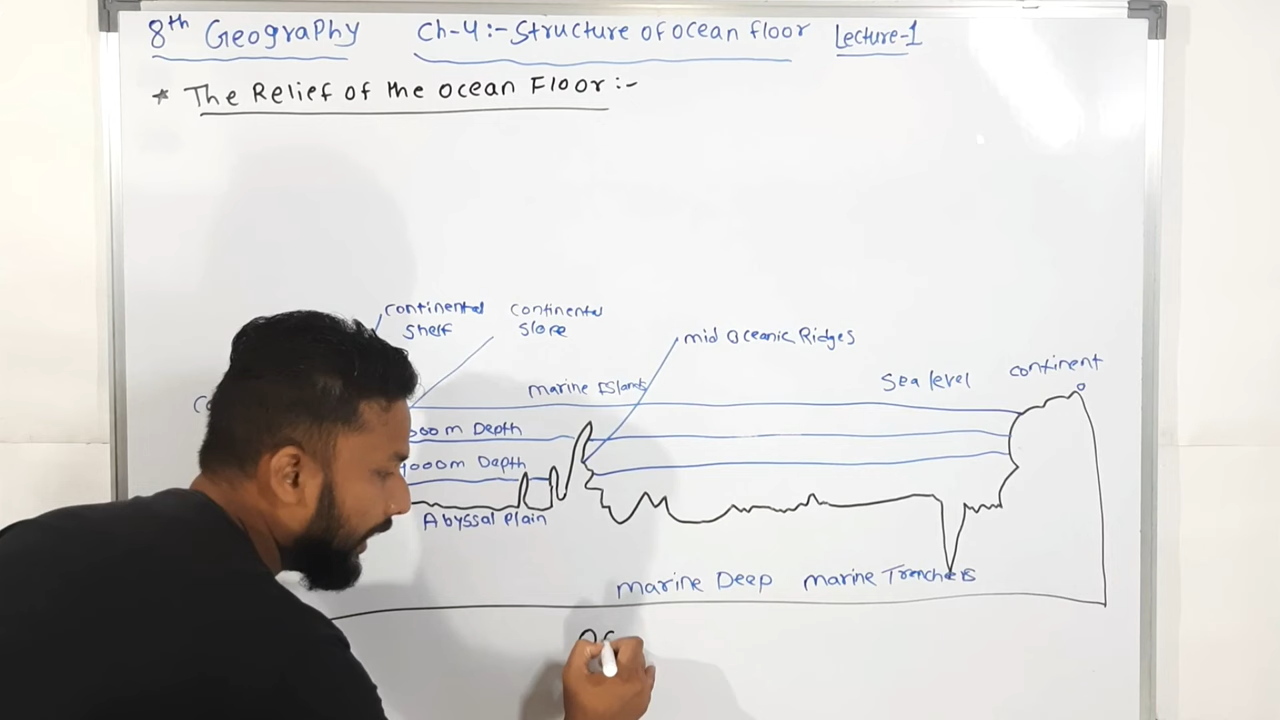 8th Geography Ch-4:- Structure of ocean floor Lecture-1
* The Relief of the ocean Floor:-
continental shelf
continental slope
mid oceanic Ridges
marine Islands
Sea level
continent
000m Depth
4000m Depth
Abyssal Plain
marine Deep marine Trenches